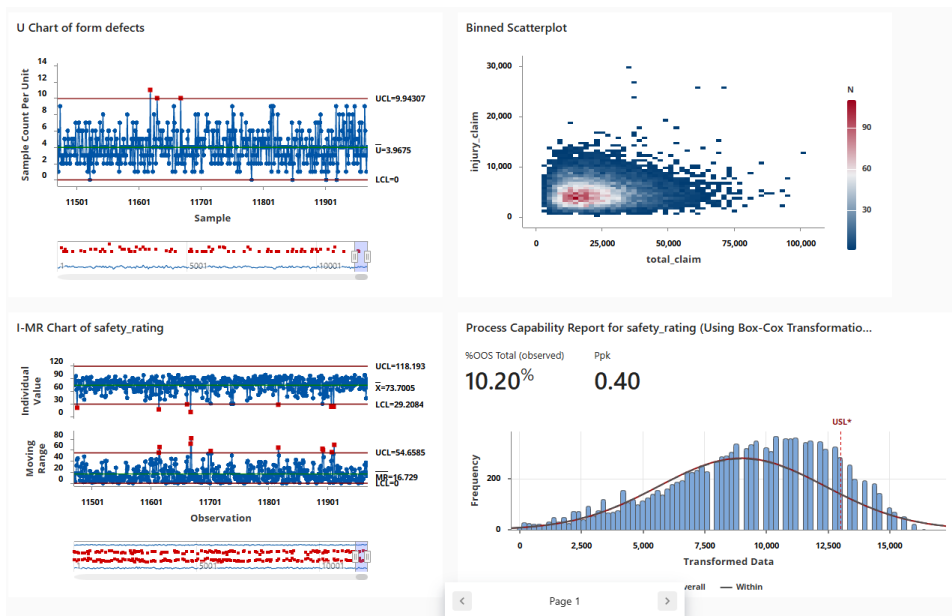 U Chart of form defects
14
12
10
8
6
4
2
0
Sample Count Per Unit
UCL=9.94307
U=3.9675
LCL=0
11501 11601 11701 11801 11901
Sample
1 5001 10001
Binned Scatterplot
30,000
20,000
10,000
0
injury_claim
0 25,000 50,000 75,000 100,000
total_claim
N
90
60
30
I-MR Chart of safety_rating
120
90
60
30
0
Individual
Value
UCL=118.193
X=73.7005
LCL=29.2084
80
60
40
20
0
Moving
Range
UCL=54.6585
MR=16.729
LCL=0
11501 11601 11701 11801 11901
Observation
1 5001 10001
Process Capability Report for safety_rating (Using Box-Cox Transformatio...
%OOS Total (observed) Ppk
10.20% 0.40
USL*
200
0
Frequency
0 2,500 5,000 7,500 10,000 12,500 15,000
Transformed Data
verall Within
Page 1